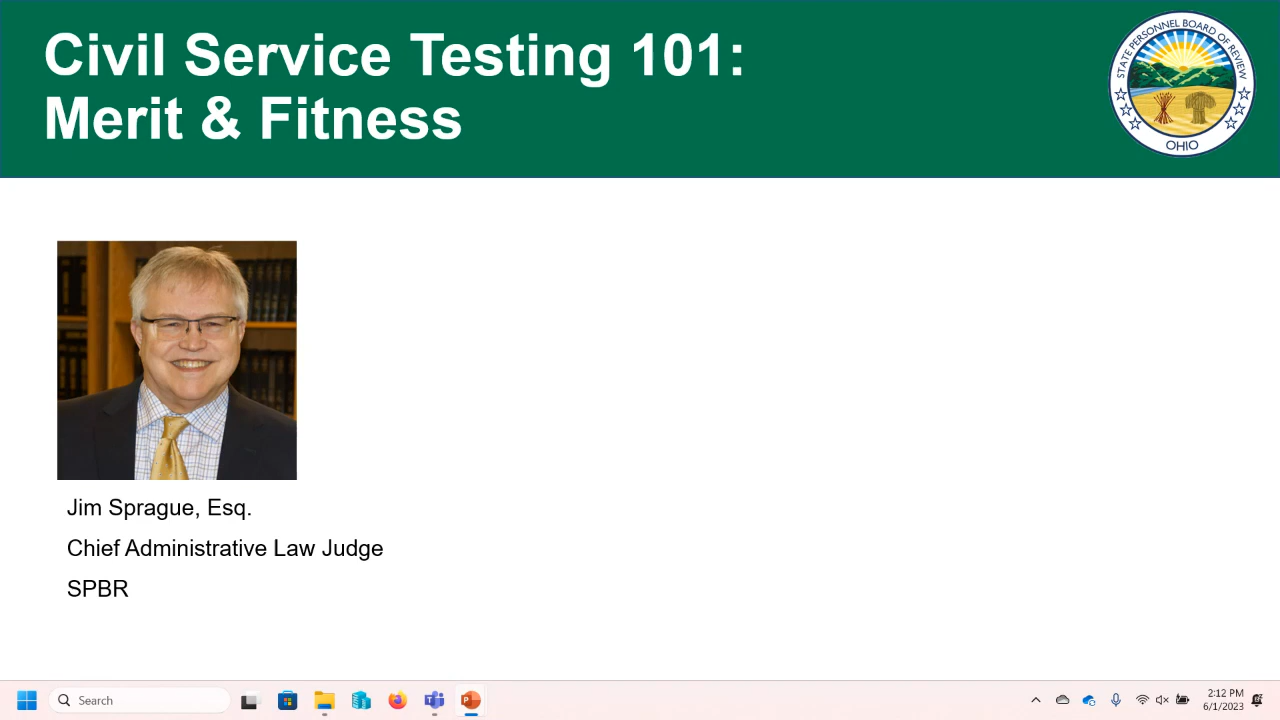 Civil Service Testing 101:
Merit & Fitness
STATE PERSONNEL BOARD OF REVIEW
OHIO
Jim Sprague, Esq.
Chief Administrative Law Judge
SPBR
Search
2:12 PM
6/1/2023